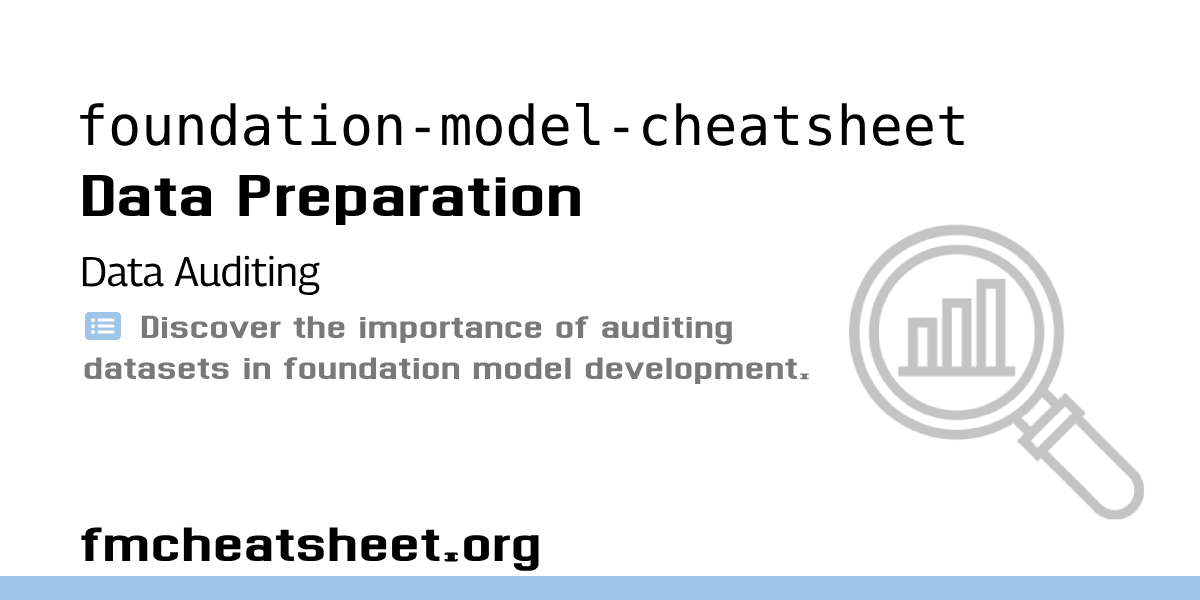 foundation-model-cheatsheet
Data Preparation
Data Auditing
Discover the importance of auditing
datasets in foundation model development.
fmcheatsheet.org